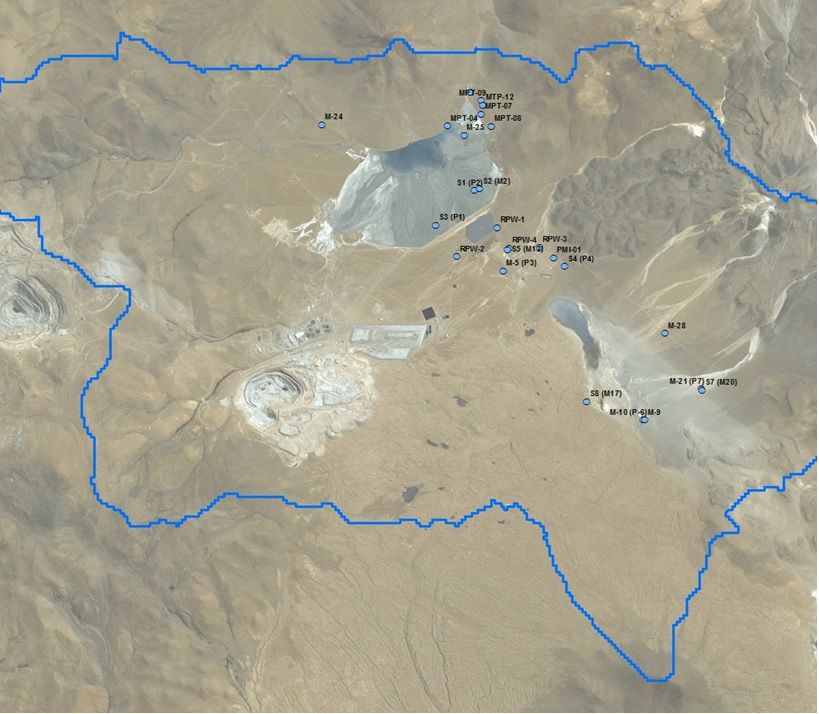 MPT-09
MTP-12
MPT-07
M-24
MPT-04
MPT-08
M-25
S1 (P2)
S2 (M2)
S3 (P1)
RPW-1
RPW-4
RPW-3
RPW-2
PMI-01
S4 (P4)
M-5 (P3)
M-28
M-21 (P7)
S7 (M20)
S8 (M17)
M-10 (P-6)
M-9